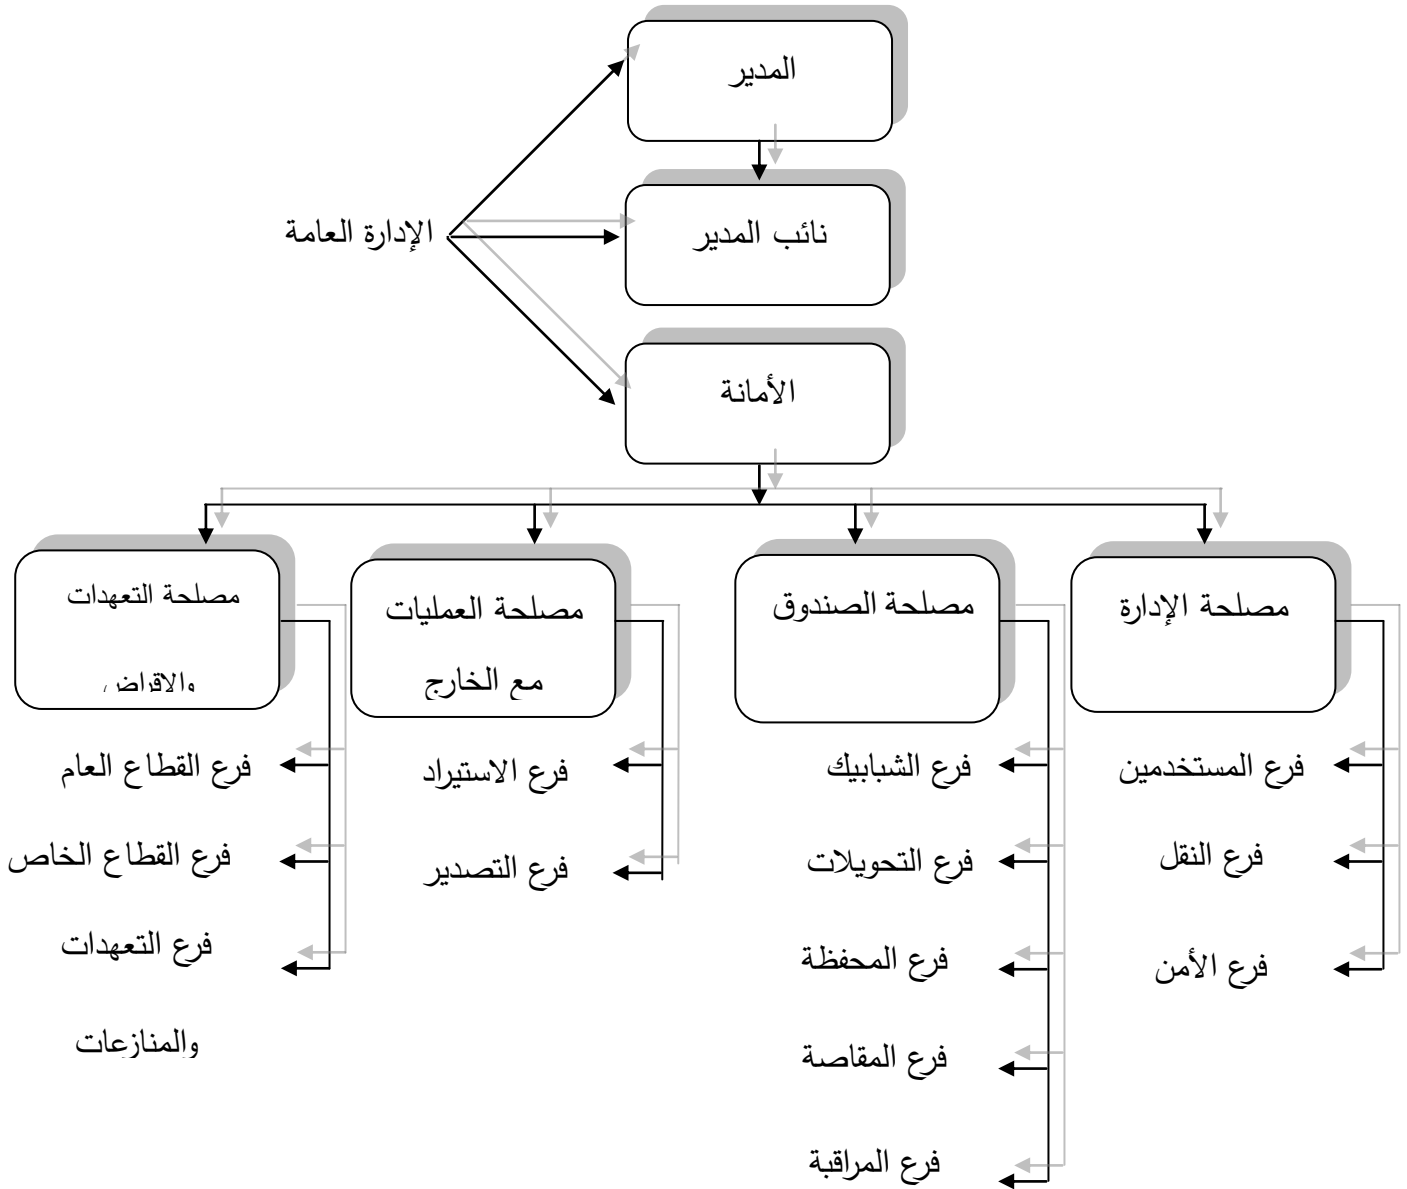 المدير
الإدارة العامة
نائب المدير
الأمانة
مصلحة الإدارة
مصلحة الصندوق
مصلحة العمليات
مع الخارج
مصلحة التعهدات
والاقراض
فرع المستخدمين
فرع النقل
فرع الأمن
فرع الشبابيك
فرع التحويلات
فرع المحفظة
فرع المقاصة
فرع المراقبة
فرع الاستيراد
فرع التصدير
فرع القطاع العام
فرع القطاع الخاص
فرع التعهدات
والمنازعات